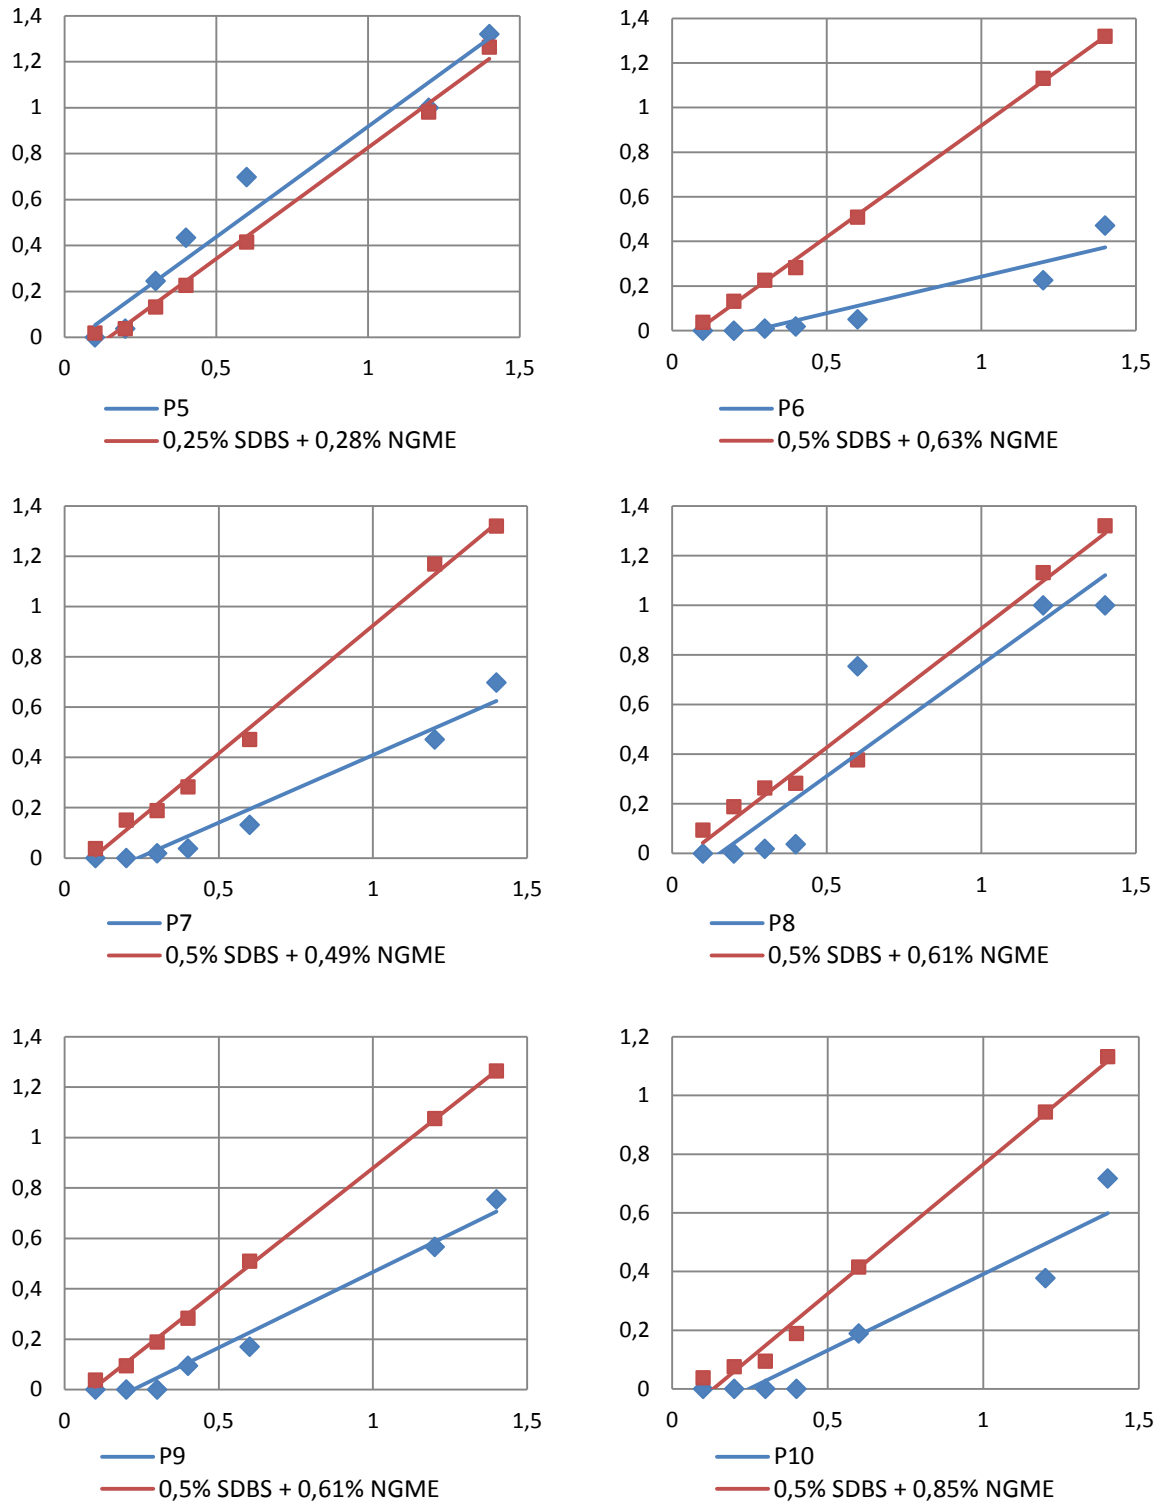 1,4
1,2
1
0,8
0,6
0,4
0,2
0
0 0,5 1 1,5
P5
0,25% SDBS + 0,28% NGME
1,4
1,2
1
0,8
0,6
0,4
0,2
0
0 0,5 1 1,5
P6
0,5% SDBS + 0,63% NGME
1,4
1,2
1
0,8
0,6
0,4
0,2
0
0 0,5 1 1,5
P7
0,5% SDBS + 0,49% NGME
1,4
1,2
1
0,8
0,6
0,4
0,2
0
0 0,5 1 1,5
P8
0,5% SDBS + 0,61% NGME
1,4
1,2
1
0,8
0,6
0,4
0,2
0
0 0,5 1 1,5
P9
0,5% SDBS + 0,61% NGME
1,2
1
0,8
0,6
0,4
0,2
0
0 0,5 1 1,5
P10
0,5% SDBS + 0,85% NGME